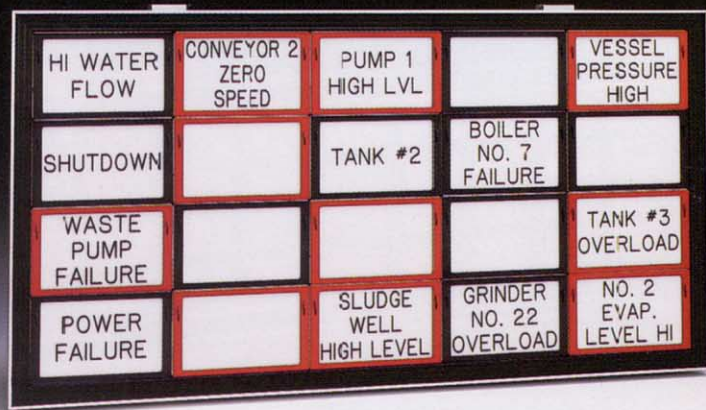 HI WATER
FLOW
CONVEYOR 2
ZERO
SPEED
PUMP 1
HIGH LVL
VESSEL
PRESSURE
HIGH
SHUTDOWN
TANK #2
BOILER
NO. 7
FAILURE
WASTE
PUMP
FAILURE
TANK #3
OVERLOAD
POWER
FAILURE
SLUDGE
WELL
HIGH LEVEL
GRINDER
NO. 22
OVERLOAD
NO. 2
EVAP.
LEVEL HI